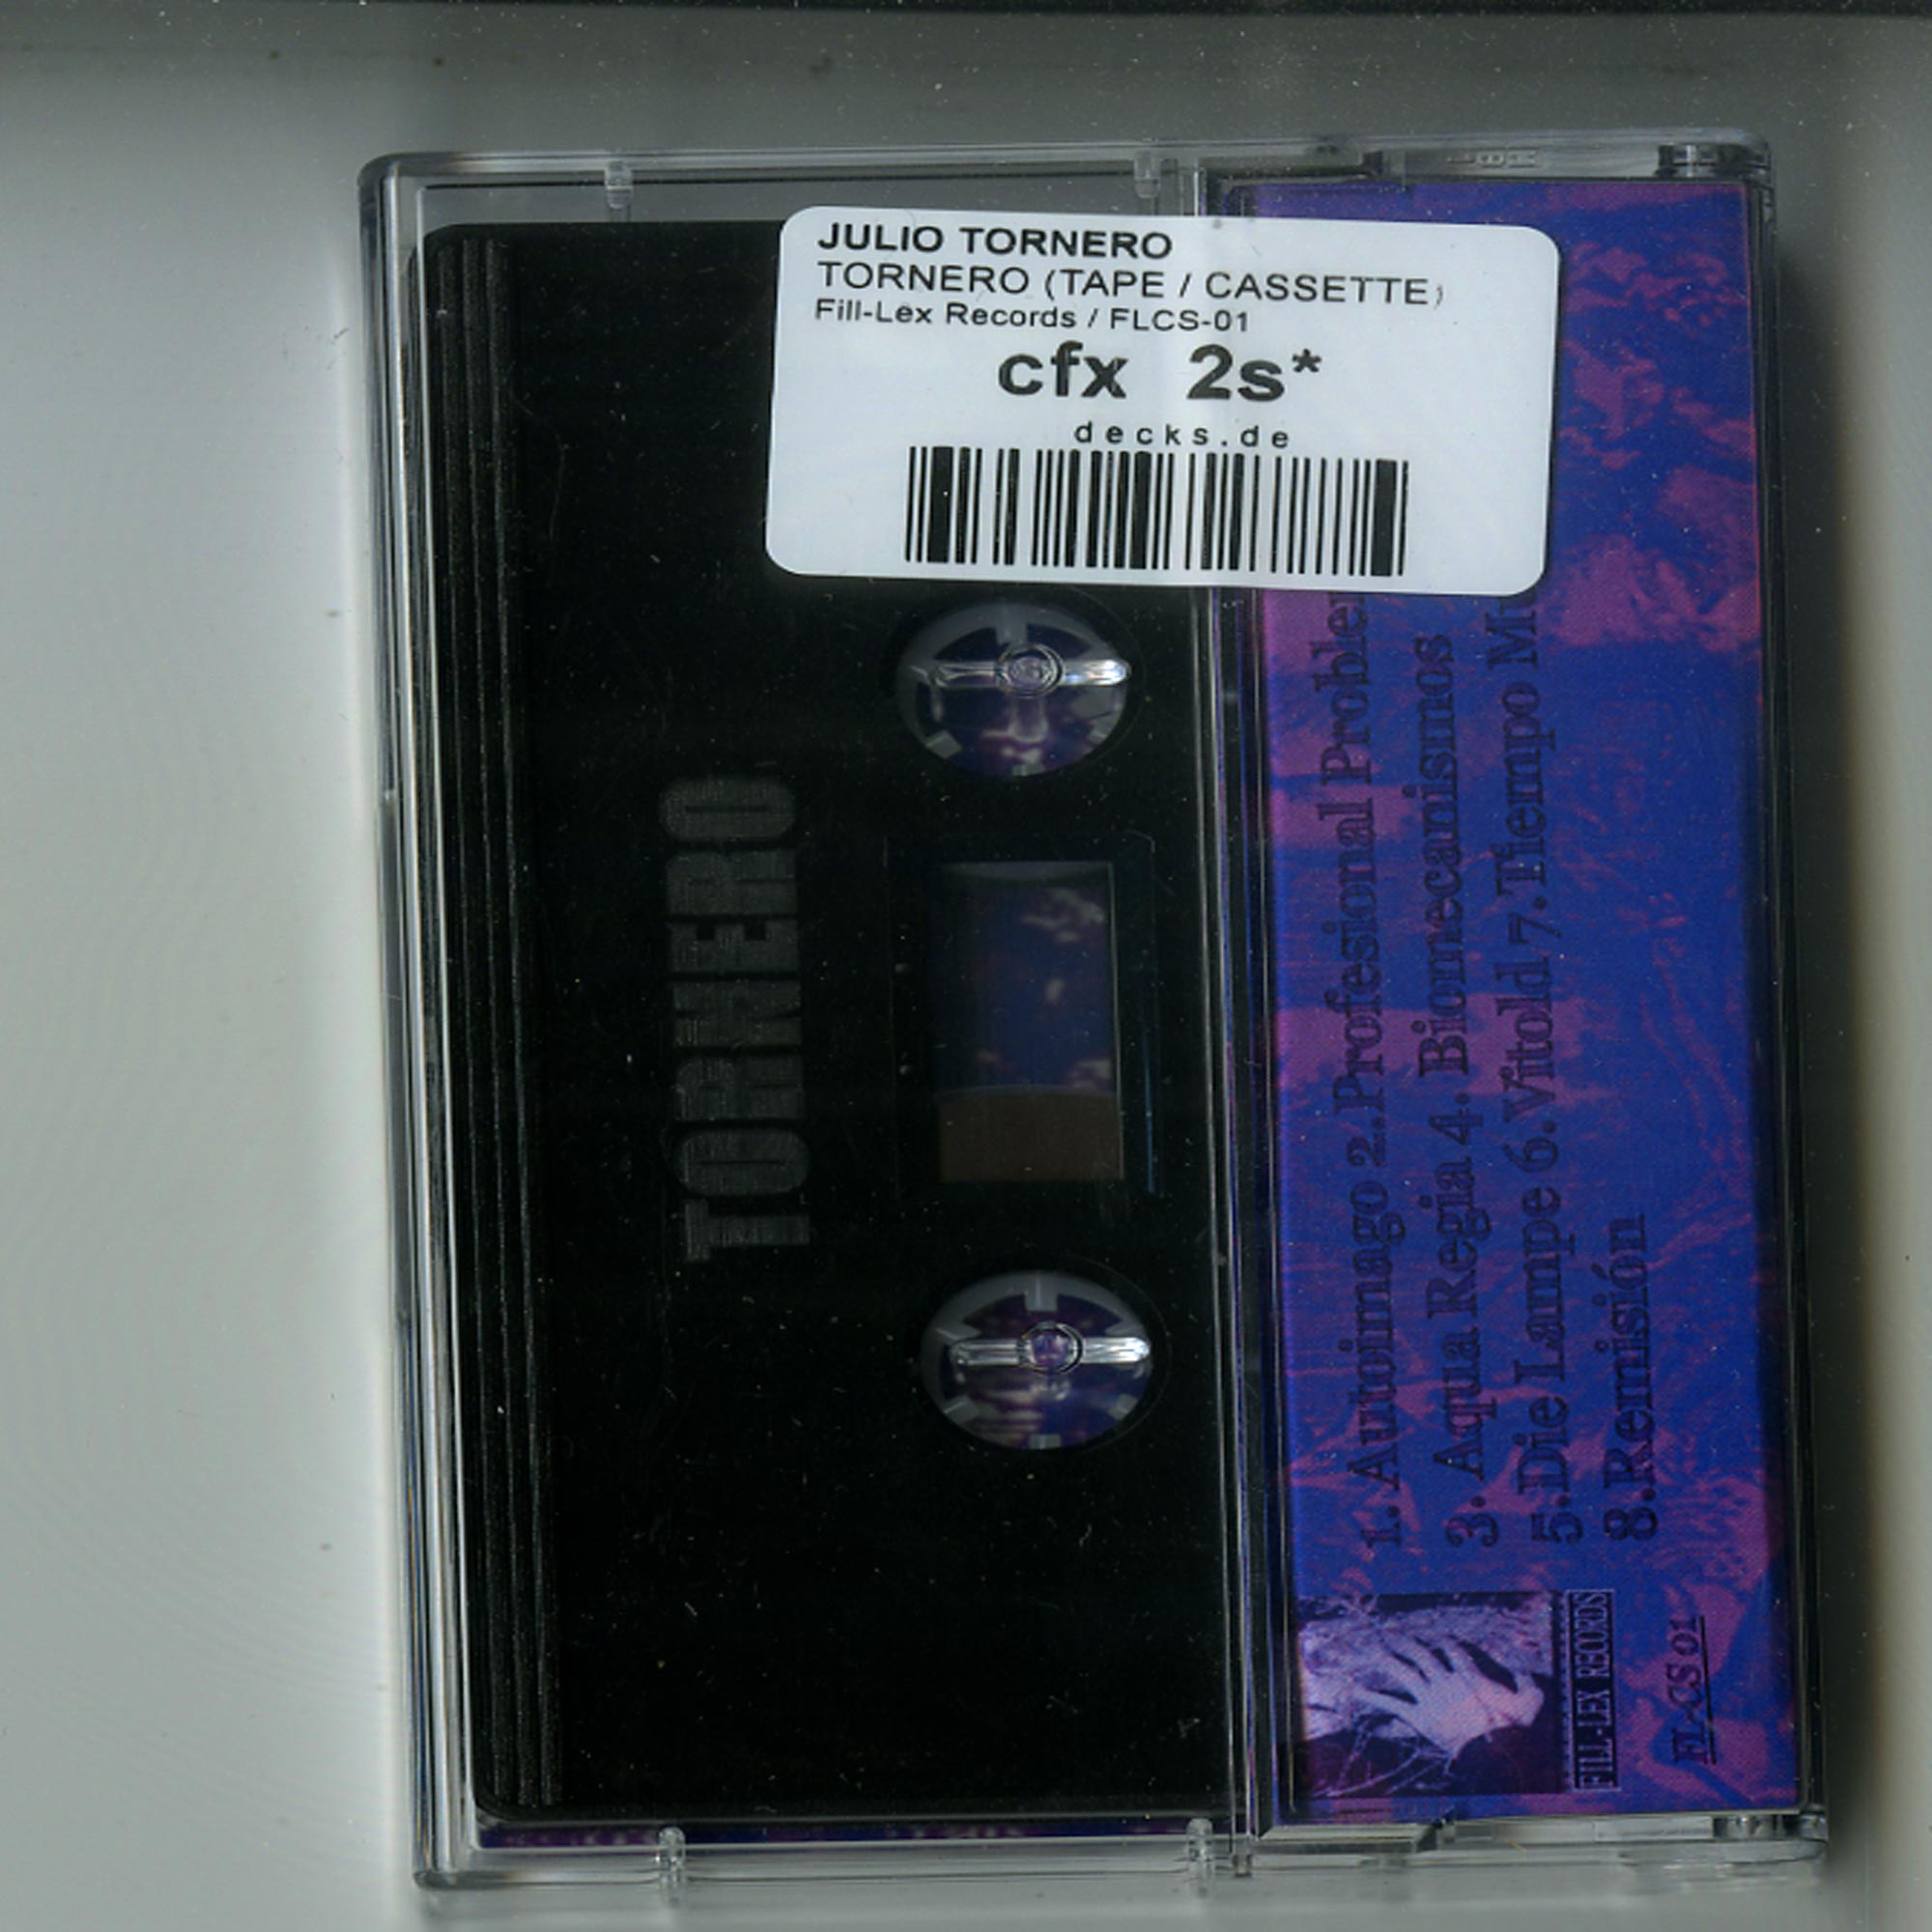 JULIO TORNERO
TORNERO (TAPE / CASSETTE)
Fill-Lex Records / FLCS-01
cfx 2s*
decks.de
TORNERO
1. Autoimago 2.Profesional
3. Aqua Regia 4. Biomecanismos
5.Die Lampe 6.Vitold 7.Tiempo
8.Remisión
FILL-LEX RECORDS
FL-CS 01